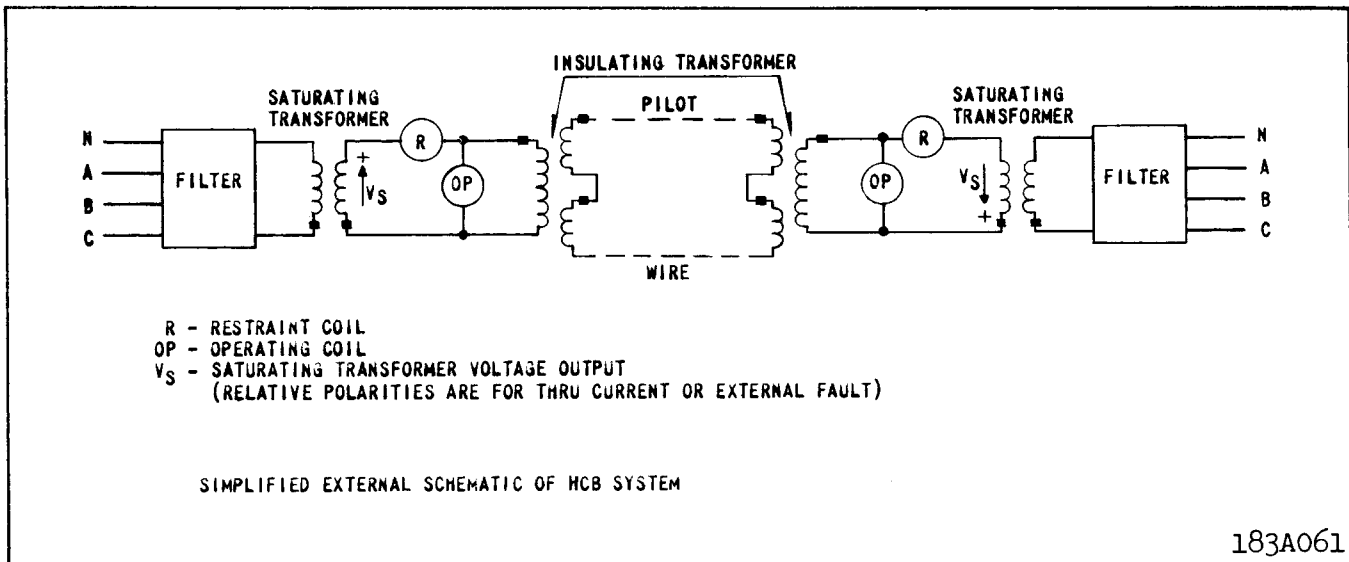 INSULATING TRANSFORMER
SATURATING
TRANSFORMER
PILOT
SATURATING
TRANSFORMER
N
A
B
C
FILTER
+
VS
R
OP
WIRE
OP
R
VS
+
FILTER
N
A
B
C
R - RESTRAINT COIL
OP - OPERATING COIL
VS - SATURATING TRANSFORMER VOLTAGE OUTPUT
(RELATIVE POLARITIES ARE FOR THRU CURRENT OR EXTERNAL FAULT)
SIMPLIFIED EXTERNAL SCHEMATIC OF HCB SYSTEM
183A061